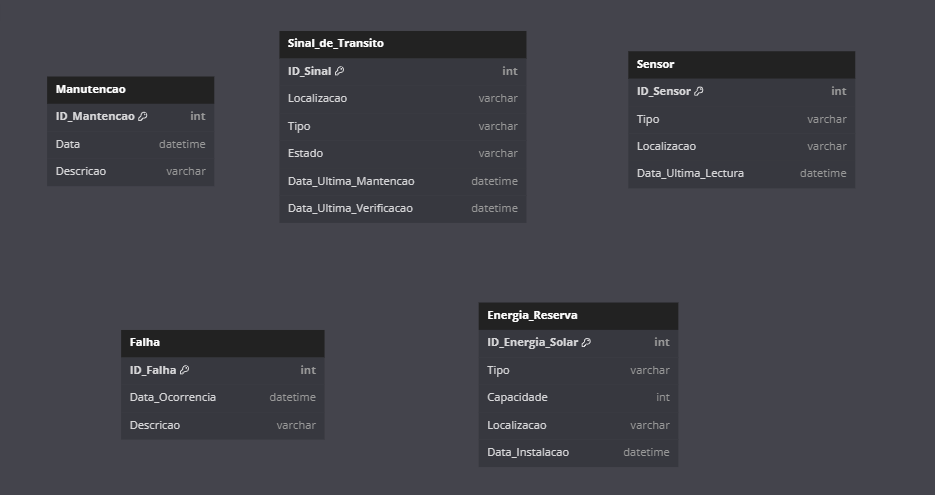 Manutencao
ID_Mantencao int
Data datetime
Descricao varchar
Sinal_de_Transito
ID_Sinal int
Localizacao varchar
Tipo varchar
Estado varchar
Data_Ultima_Mantencao datetime
Data_Ultima_Verificacao datetime
Sensor
ID_Sensor int
Tipo varchar
Localizacao varchar
Data_Ultima_Lectura datetime
Falha
ID_Falha int
Data_Ocorrencia datetime
Descricao varchar
Energia_Reserva
ID_Energia_Solar int
Tipo varchar
Capacidade int
Localizacao varchar
Data_Instalacao datetime